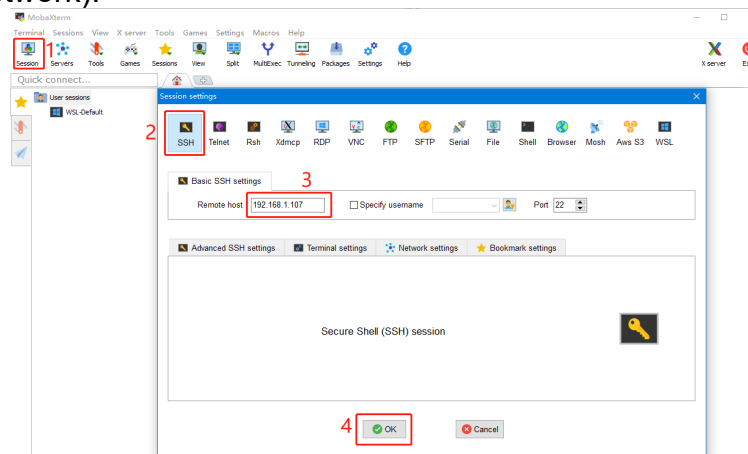 etwork).
MobaXterm
Terminal Sessions View X server Tools Games Settings Macros Help
1
Session Servers Tools Games Sessions View Split MultiExec Tunneling Packages Settings Help X server
Quick connect...
User sessions
WSL-Default
Session settings
2
SSH Telnet Rsh Xdmcp RDP VNC FTP SFTP Serial File Shell Browser Mosh Aws S3 WSL
Basic SSH settings
3
Remote host 192.168.1.107 Specify username Port 22
Advanced SSH settings Terminal settings Network settings Bookmark settings
Secure Shell (SSH) session
4
OK Cancel